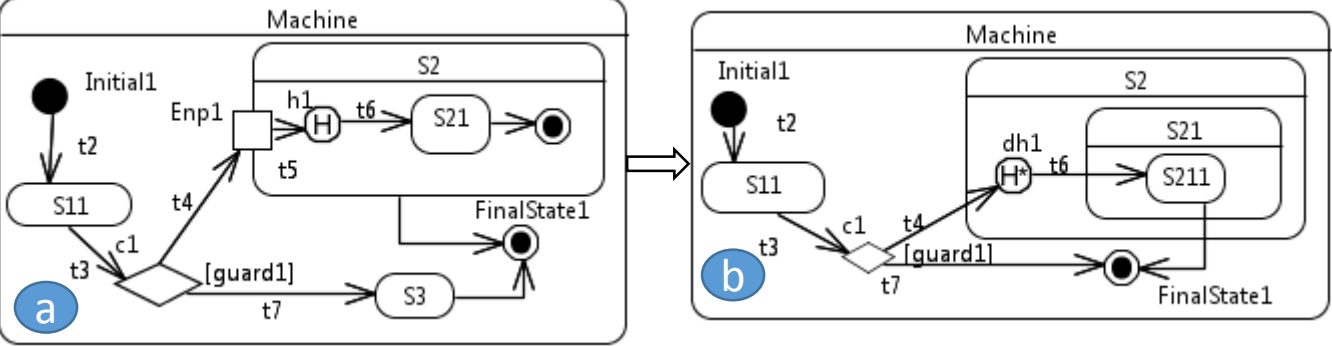 Machine
S2
Initial1
Enp1
h1
H
t6
S21
t2
t5
S11
t4
FinalState1
c1
t3
[guard1]
S3
t7
a
Machine
Initial1
S2
t2
S21
dh1
H*
t6
S211
S11
c1
t4
t3
[guard1]
t7
FinalState1
b